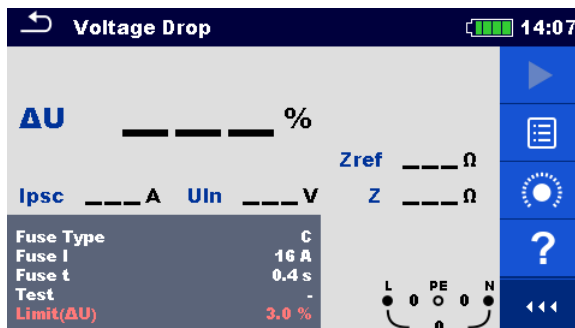 Voltage Drop 14:07
ΔU ___ %
Zref ___ Ω
Ipsc ___ A Uln ___ V Z ___ Ω
Fuse Type C
Fuse I 16 A
Fuse t 0.4 s
Test -
Limit(ΔU) 3.0 %
?
L PE N
0 0
0